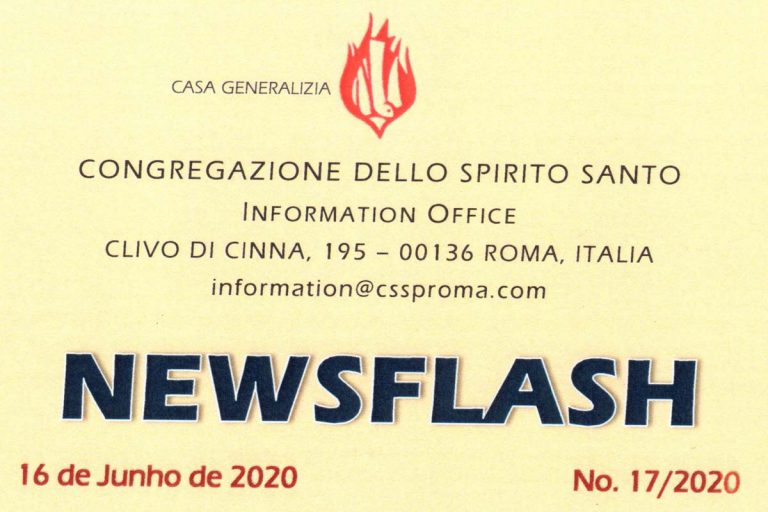 CASA GENERALIZIA
CONGREGAZIONE DELLO SPIRITO SANTO
INFORMATION OFFICE
CLIVO DI CINNA, 195 – 00136 ROMA, ITALIA
information@cssproma.com
NEWSFLASH
16 de Junho de 2020 No. 17/2020